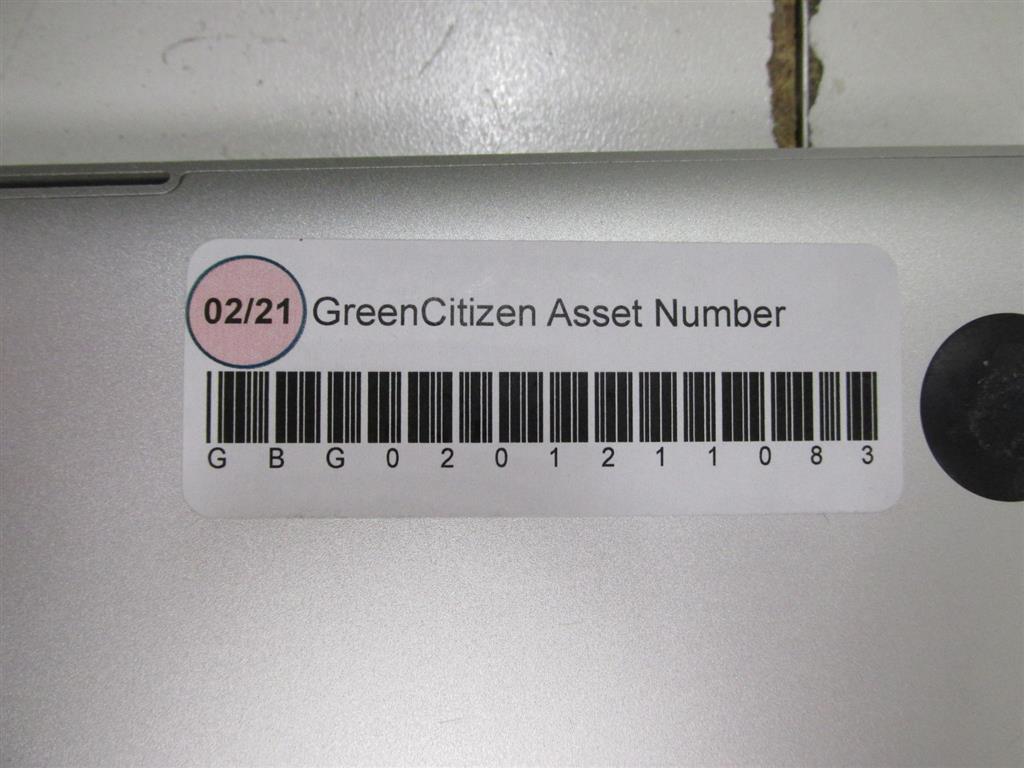 02/21 GreenCitizen Asset Number
G B G 0 2 0 1 2 1 1 0 8 3